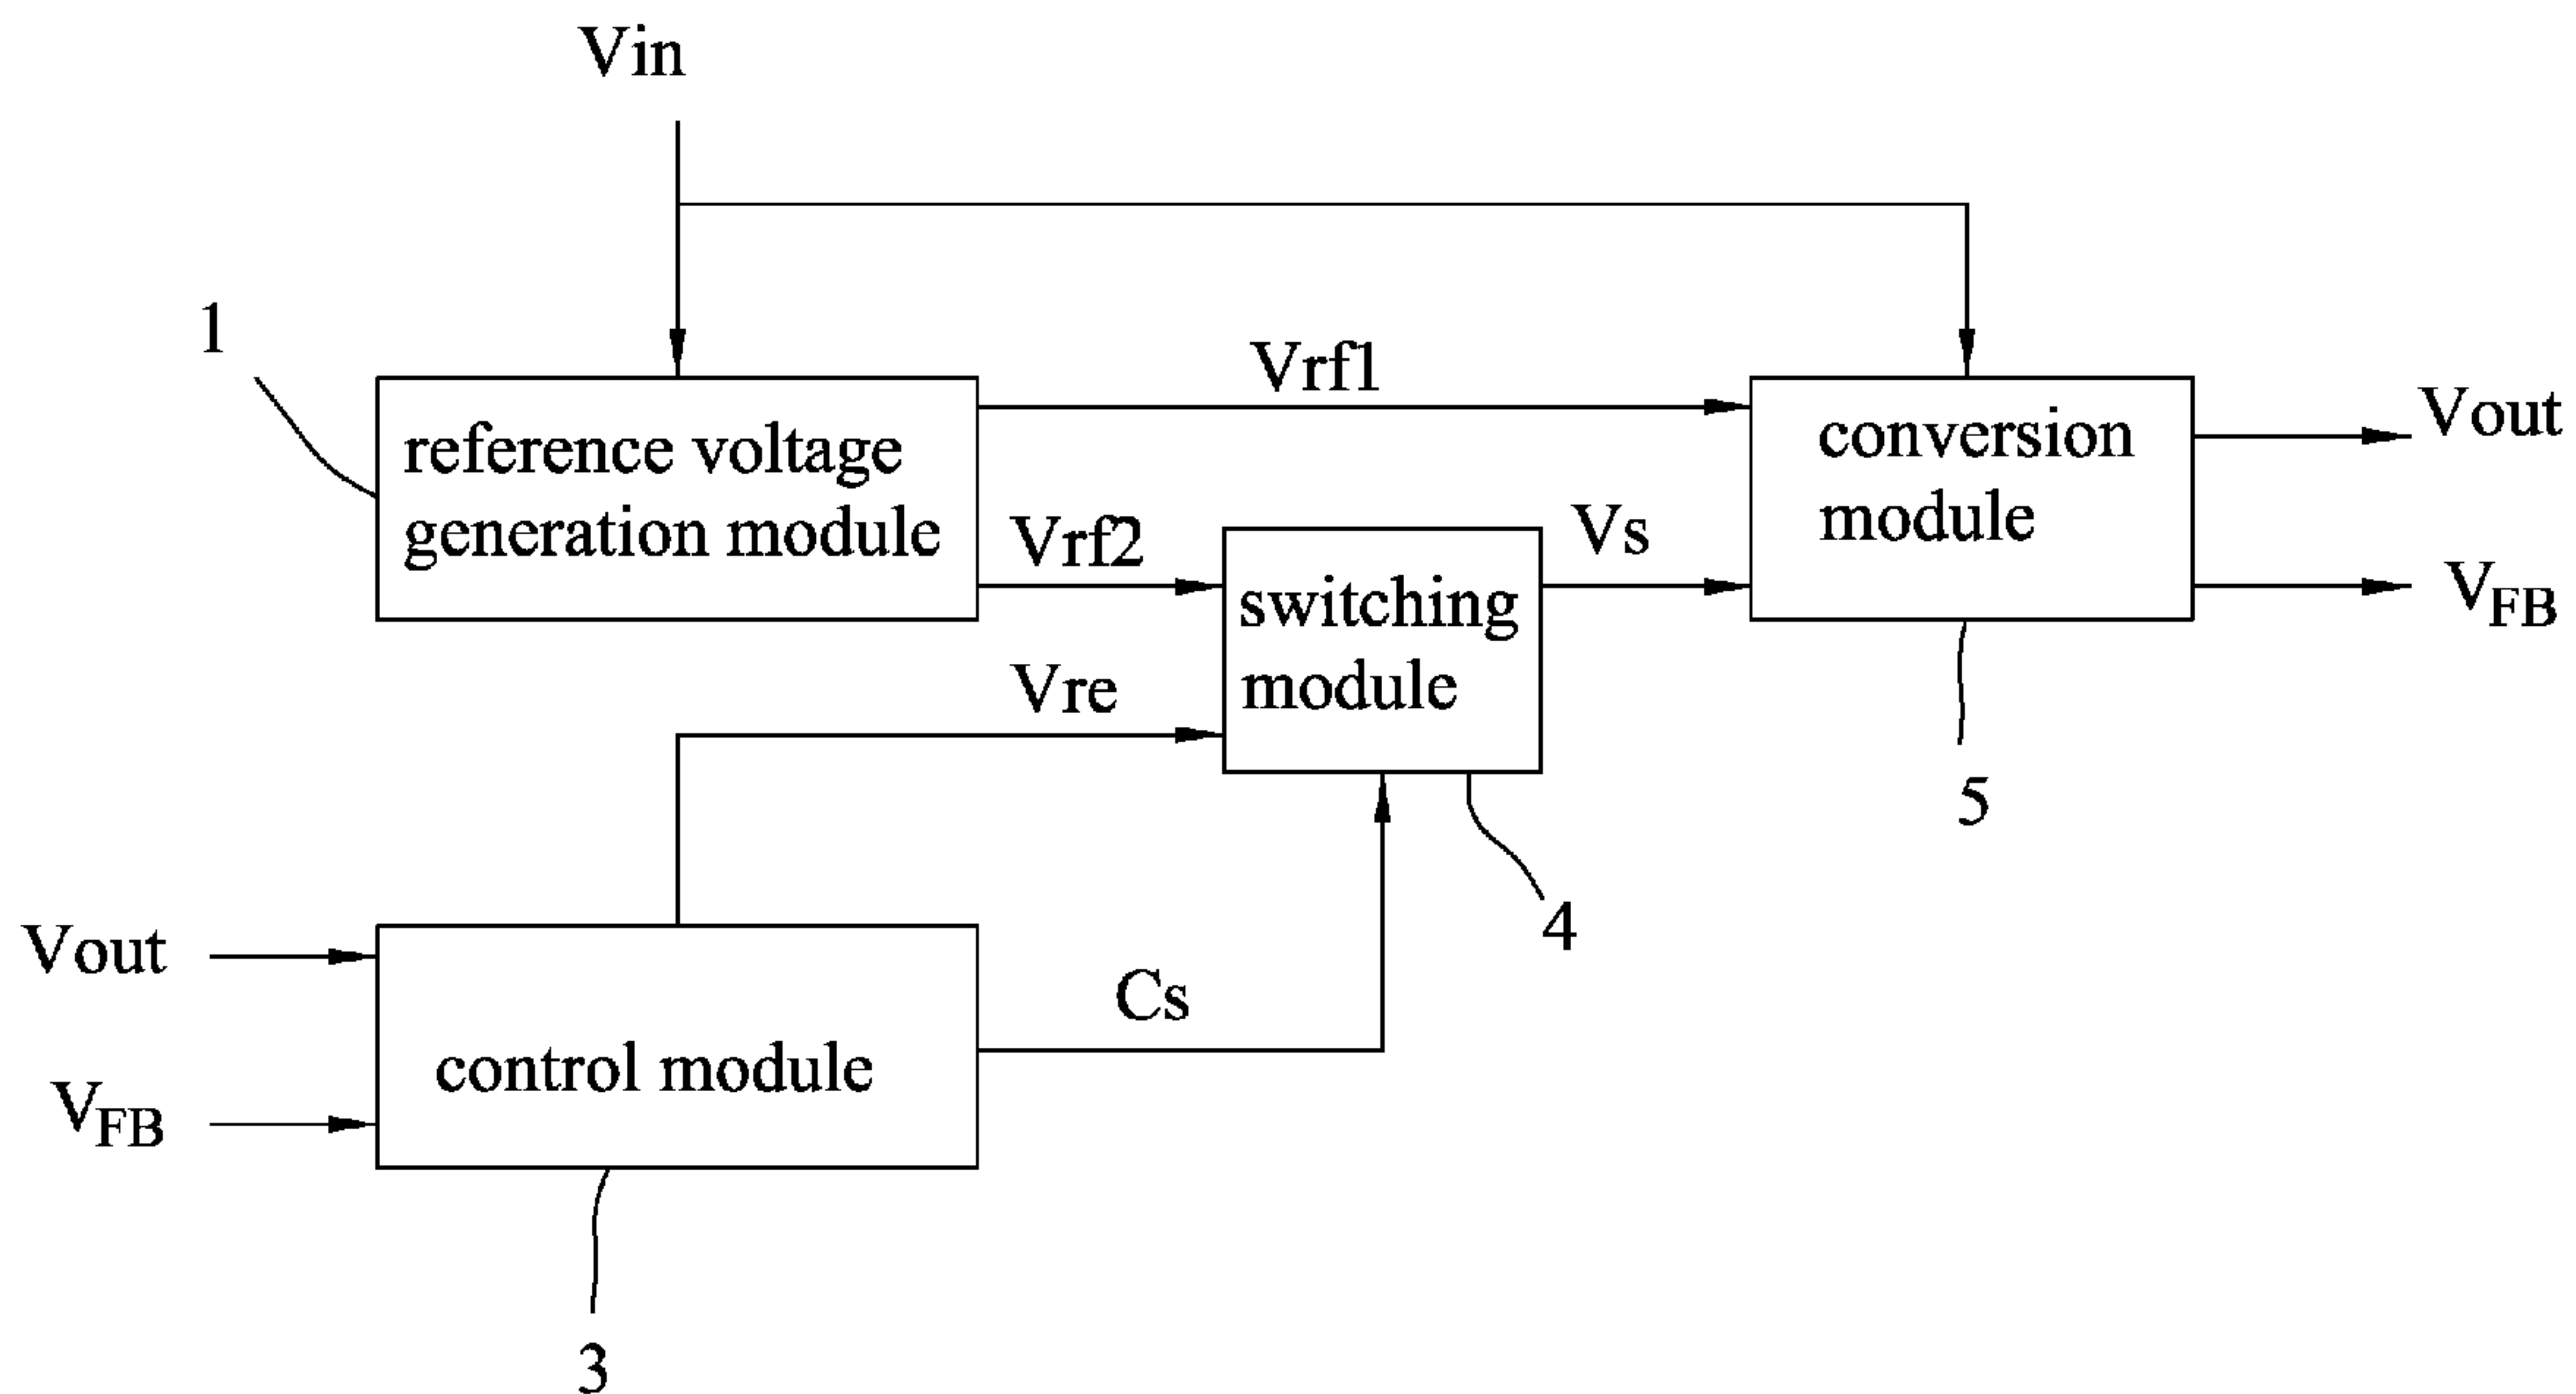 Vin
1
Vrf1
reference voltage
generation module
conversion
module
Vout
Vrf2
Vs
VFB
switching
module
Vre
5
4
Vout
Cs
control module
VFB
3